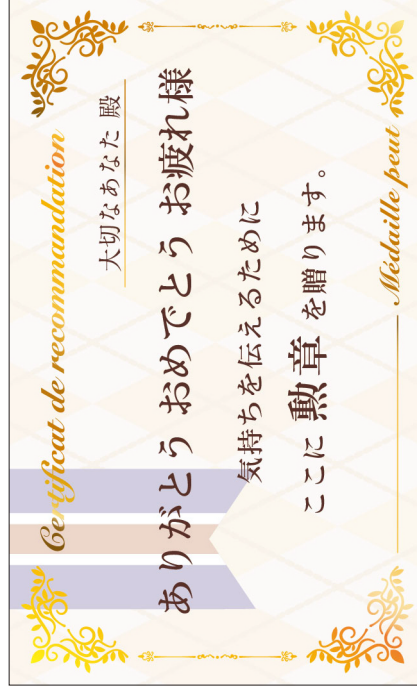 Certificat de recommandation
大切なあなた 殿
ありがとう おめでとう お疲れ様
気持ちを伝えるために
ここに 勲章 を贈ります。
Médaille peut